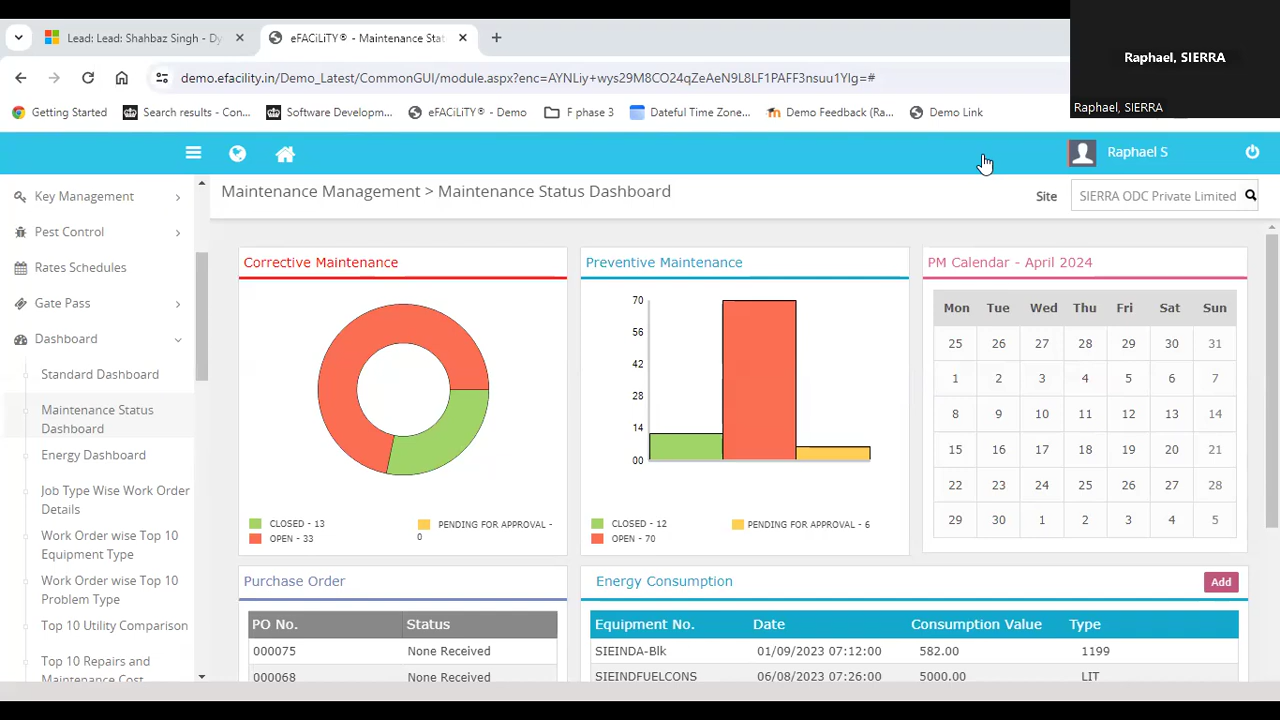 Lead: Lead: Shahbaz Singh - Dy
eFACiLiTY® - Maintenance Stat
Raphael, SIERRA
Raphael, SIERRA
demo.efacility.in/Demo_Latest/CommonGUI/module.aspx?enc=AYNLiy+wys29M8CO24qZeAeN9L8LF1PAFF3nsuu1YIg=#
Getting Started
Search results - Con...
Software Developm...
eFACiLiTY® - Demo
F phase 3
Dateful Time Zone...
Demo Feedback (Ra...
Demo Link
Raphael S
Key Management
Pest Control
Rates Schedules
Gate Pass
Dashboard
Standard Dashboard
Maintenance Status
Dashboard
Energy Dashboard
Job Type Wise Work Order
Details
Work Order wise Top 10
Equipment Type
Work Order wise Top 10
Problem Type
Top 10 Utility Comparison
Top 10 Repairs and
Maintenance Cost
Maintenance Management > Maintenance Status Dashboard
Site
SIERRA ODC Private Limited
Corrective Maintenance
CLOSED - 13
OPEN - 33
PENDING FOR APPROVAL -
0
Preventive Maintenance
70
56
42
28
14
00
CLOSED - 12
OPEN - 70
PENDING FOR APPROVAL - 6
PM Calendar - April 2024
Mon Tue Wed Thu Fri Sat Sun
25 26 27 28 29 30 31
1 2 3 4 5 6 7
8 9 10 11 12 13 14
15 16 17 18 19 20 21
22 23 24 25 26 27 28
29 30 1 2 3 4 5
Purchase Order
PO No. Status
000075 None Received
000068 None Received
Energy Consumption
Add
Equipment No. Date Consumption Value Type
SIEINDA-Blk 01/09/2023 07:12:00 582.00 1199
SIEINDFUELCONS 06/08/2023 07:26:00 5000.00 LIT